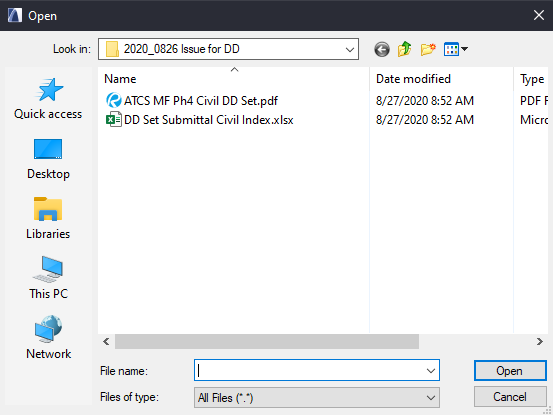 Open
Look in: 2020_0826 Issue for DD
Name Date modified Type
ATCS MF Ph4 Civil DD Set.pdf 8/27/2020 8:52 AM PDF F
DD Set Submittal Civil Index.xlsx 8/27/2020 8:52 AM Micro
Quick access
Desktop
Libraries
This PC
Network
File name: Open
Files of type: All Files (*.*) Cancel